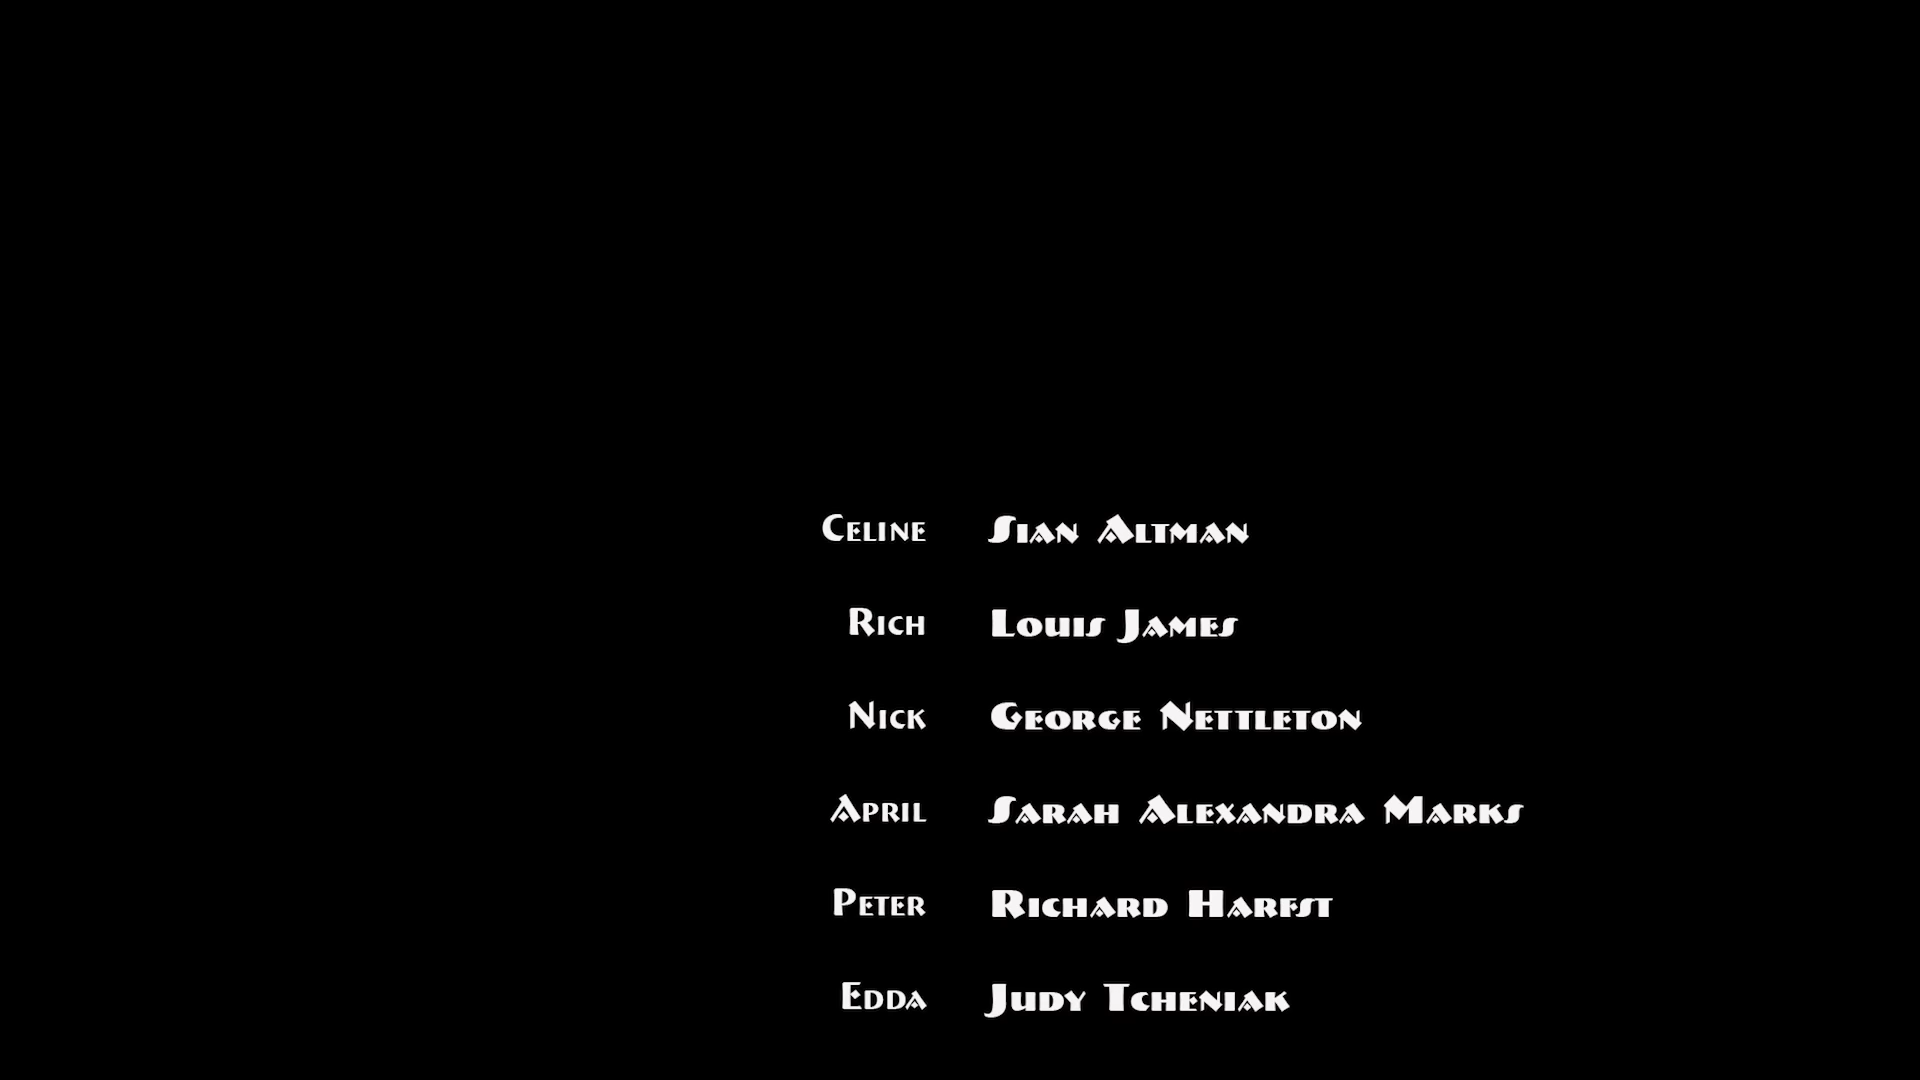 Celine Sian Altman
Rich Louis James
Nick George Nettleton
April Sarah Alexandra Marks
Peter Richard Harfst
Edda Judy Tcheniak